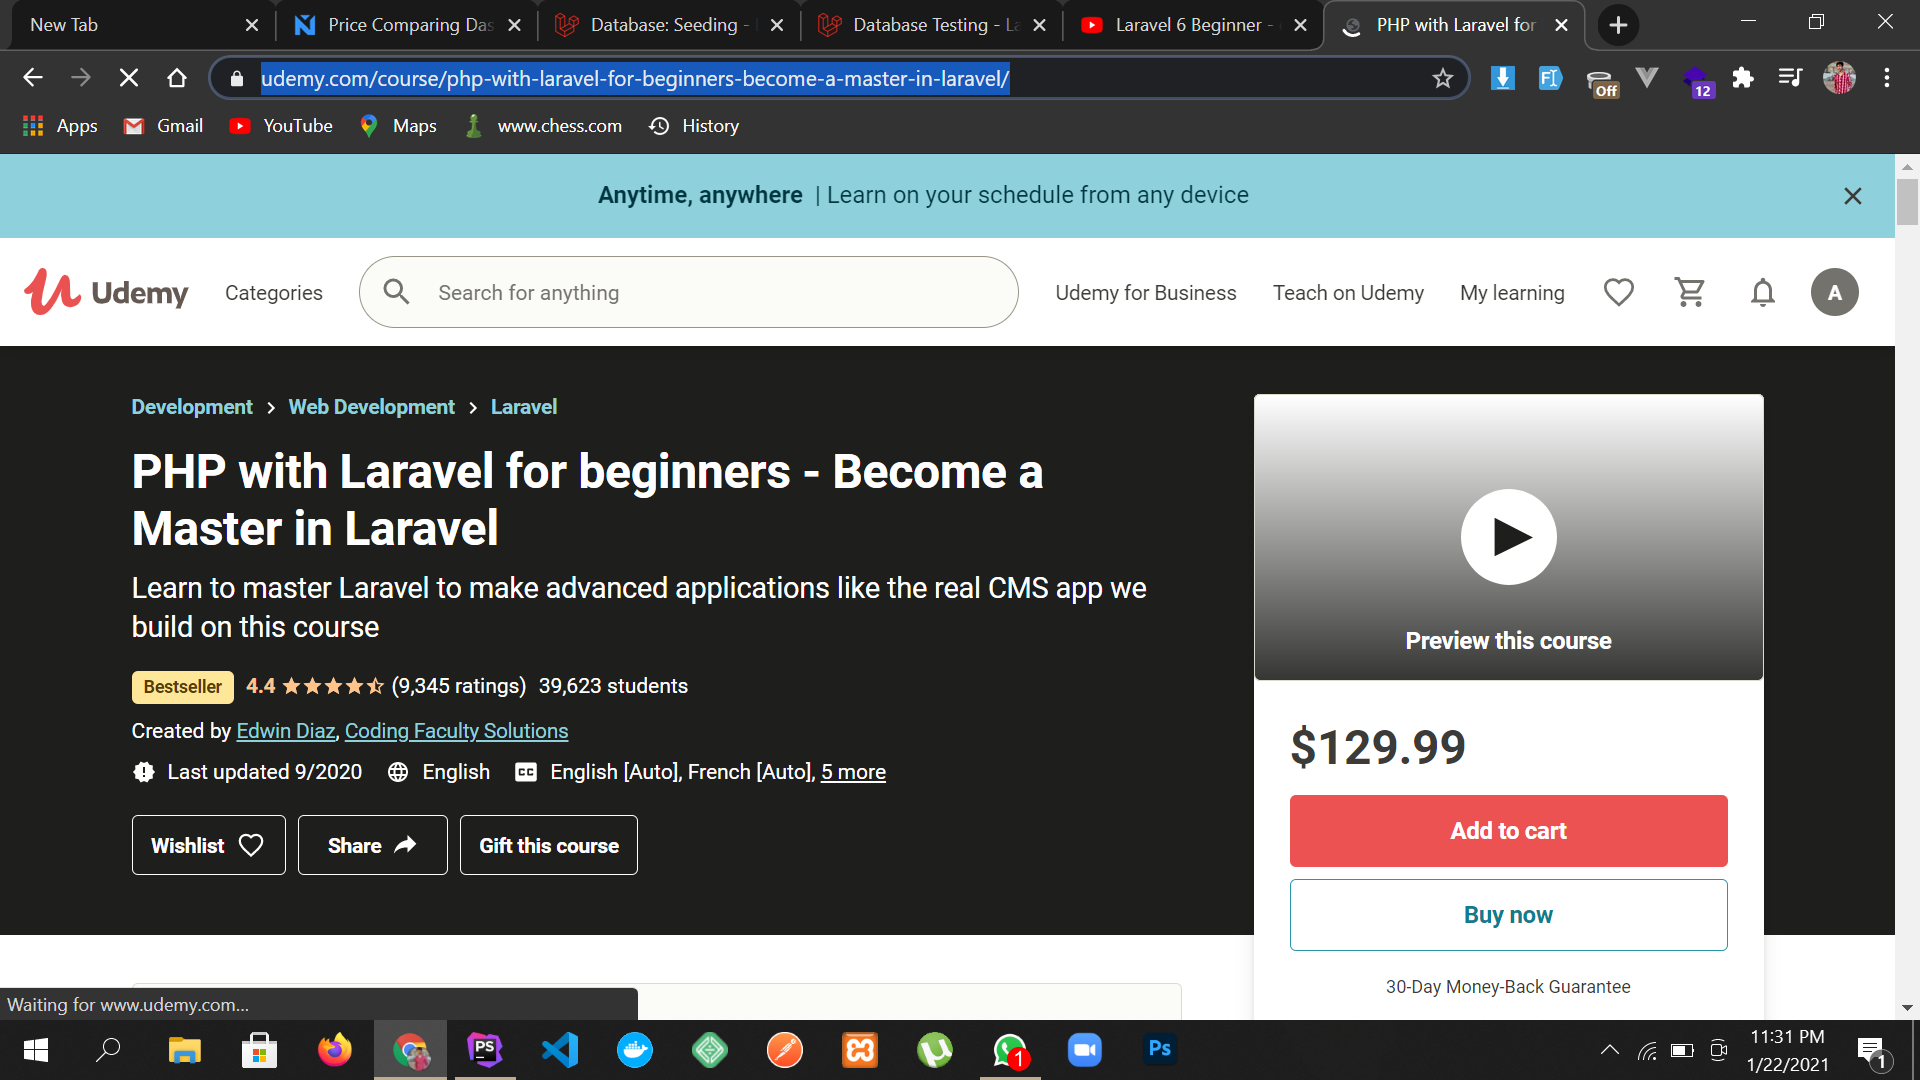 New Tab
Price Comparing Das
Database: Seeding -
Database Testing - La
Laravel 6 Beginner -
PHP with Laravel for
udemy.com/course/php-with-laravel-for-beginners-become-a-master-in-laravel/
Off
12
Apps
Gmail
YouTube
Maps
www.chess.com
History
Anytime, anywhere | Learn on your schedule from any device
Udemy
Categories
Search for anything
Udemy for Business
Teach on Udemy
My learning
A
Development
Web Development
Laravel
PHP with Laravel for beginners - Become a
Master in Laravel
Learn to master Laravel to make advanced applications like the real CMS app we
build on this course
Bestseller
4.4
(9,345 ratings)
39,623 students
Created by Edwin Diaz, Coding Faculty Solutions
Last updated 9/2020
English
CC
English [Auto], French [Auto], 5 more
Wishlist
Share
Gift this course
Preview this course
$129.99
Add to cart
Buy now
30-Day Money-Back Guarantee
Waiting for www.udemy.com...
PS
1
Ps
11:31 PM
1/22/2021
1